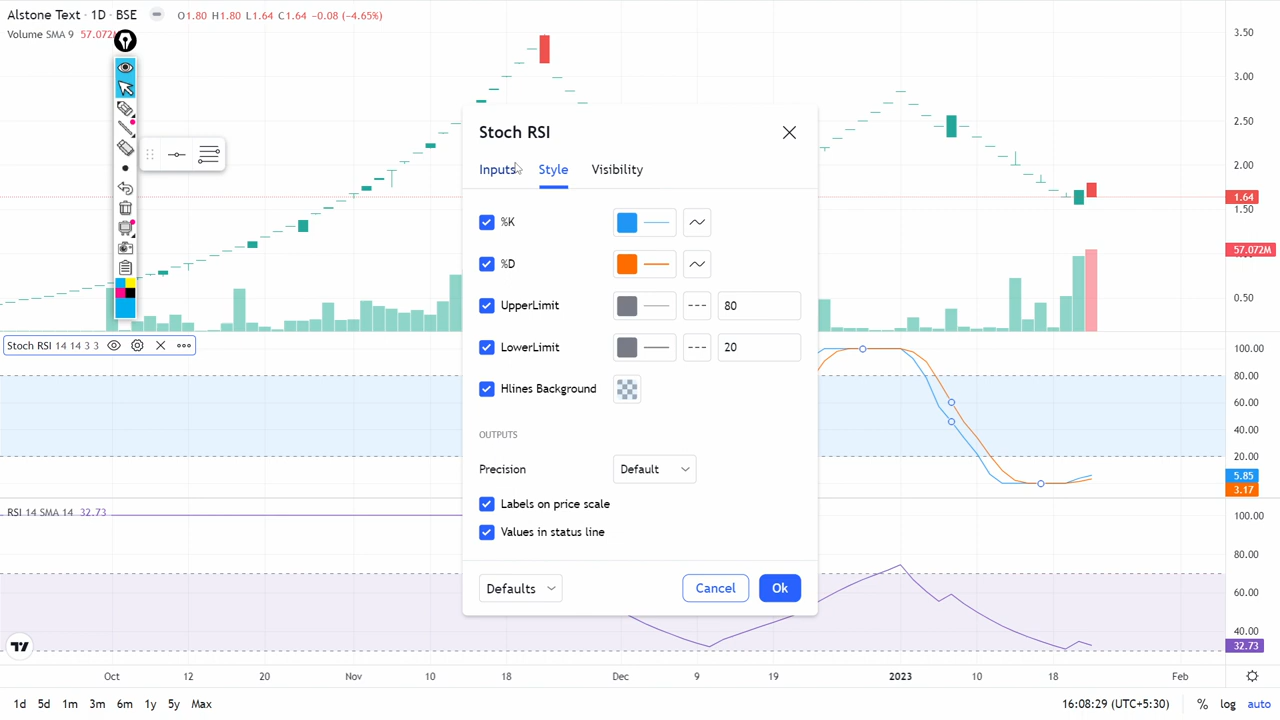 Alstone Text · 1D · BSE O1.80 H1.80 L1.64 C1.64 −0.08 (−4.65%)
Volume SMA 9 57.072M
3.50
3.00
2.50
2.00
1.64
1.50
57.072M
0.50
Stoch RSI
Inputs Style Visibility
%K
%D
UpperLimit 80
LowerLimit 20
Hlines Background
OUTPUTS
Precision Default
Labels on price scale
Values in status line
Defaults Cancel Ok
Stoch RSI 14 14 3 3
100.00
80.00
60.00
40.00
20.00
5.85
3.17
RSI 14 SMA 14 32.73
100.00
80.00
60.00
40.00
32.73
Oct 12 20 Nov 10 18 Dec 9 19 2023 10 18 Feb
1d 5d 1m 3m 6m 1y 5y Max 16:08:29 (UTC+5:30) % log auto